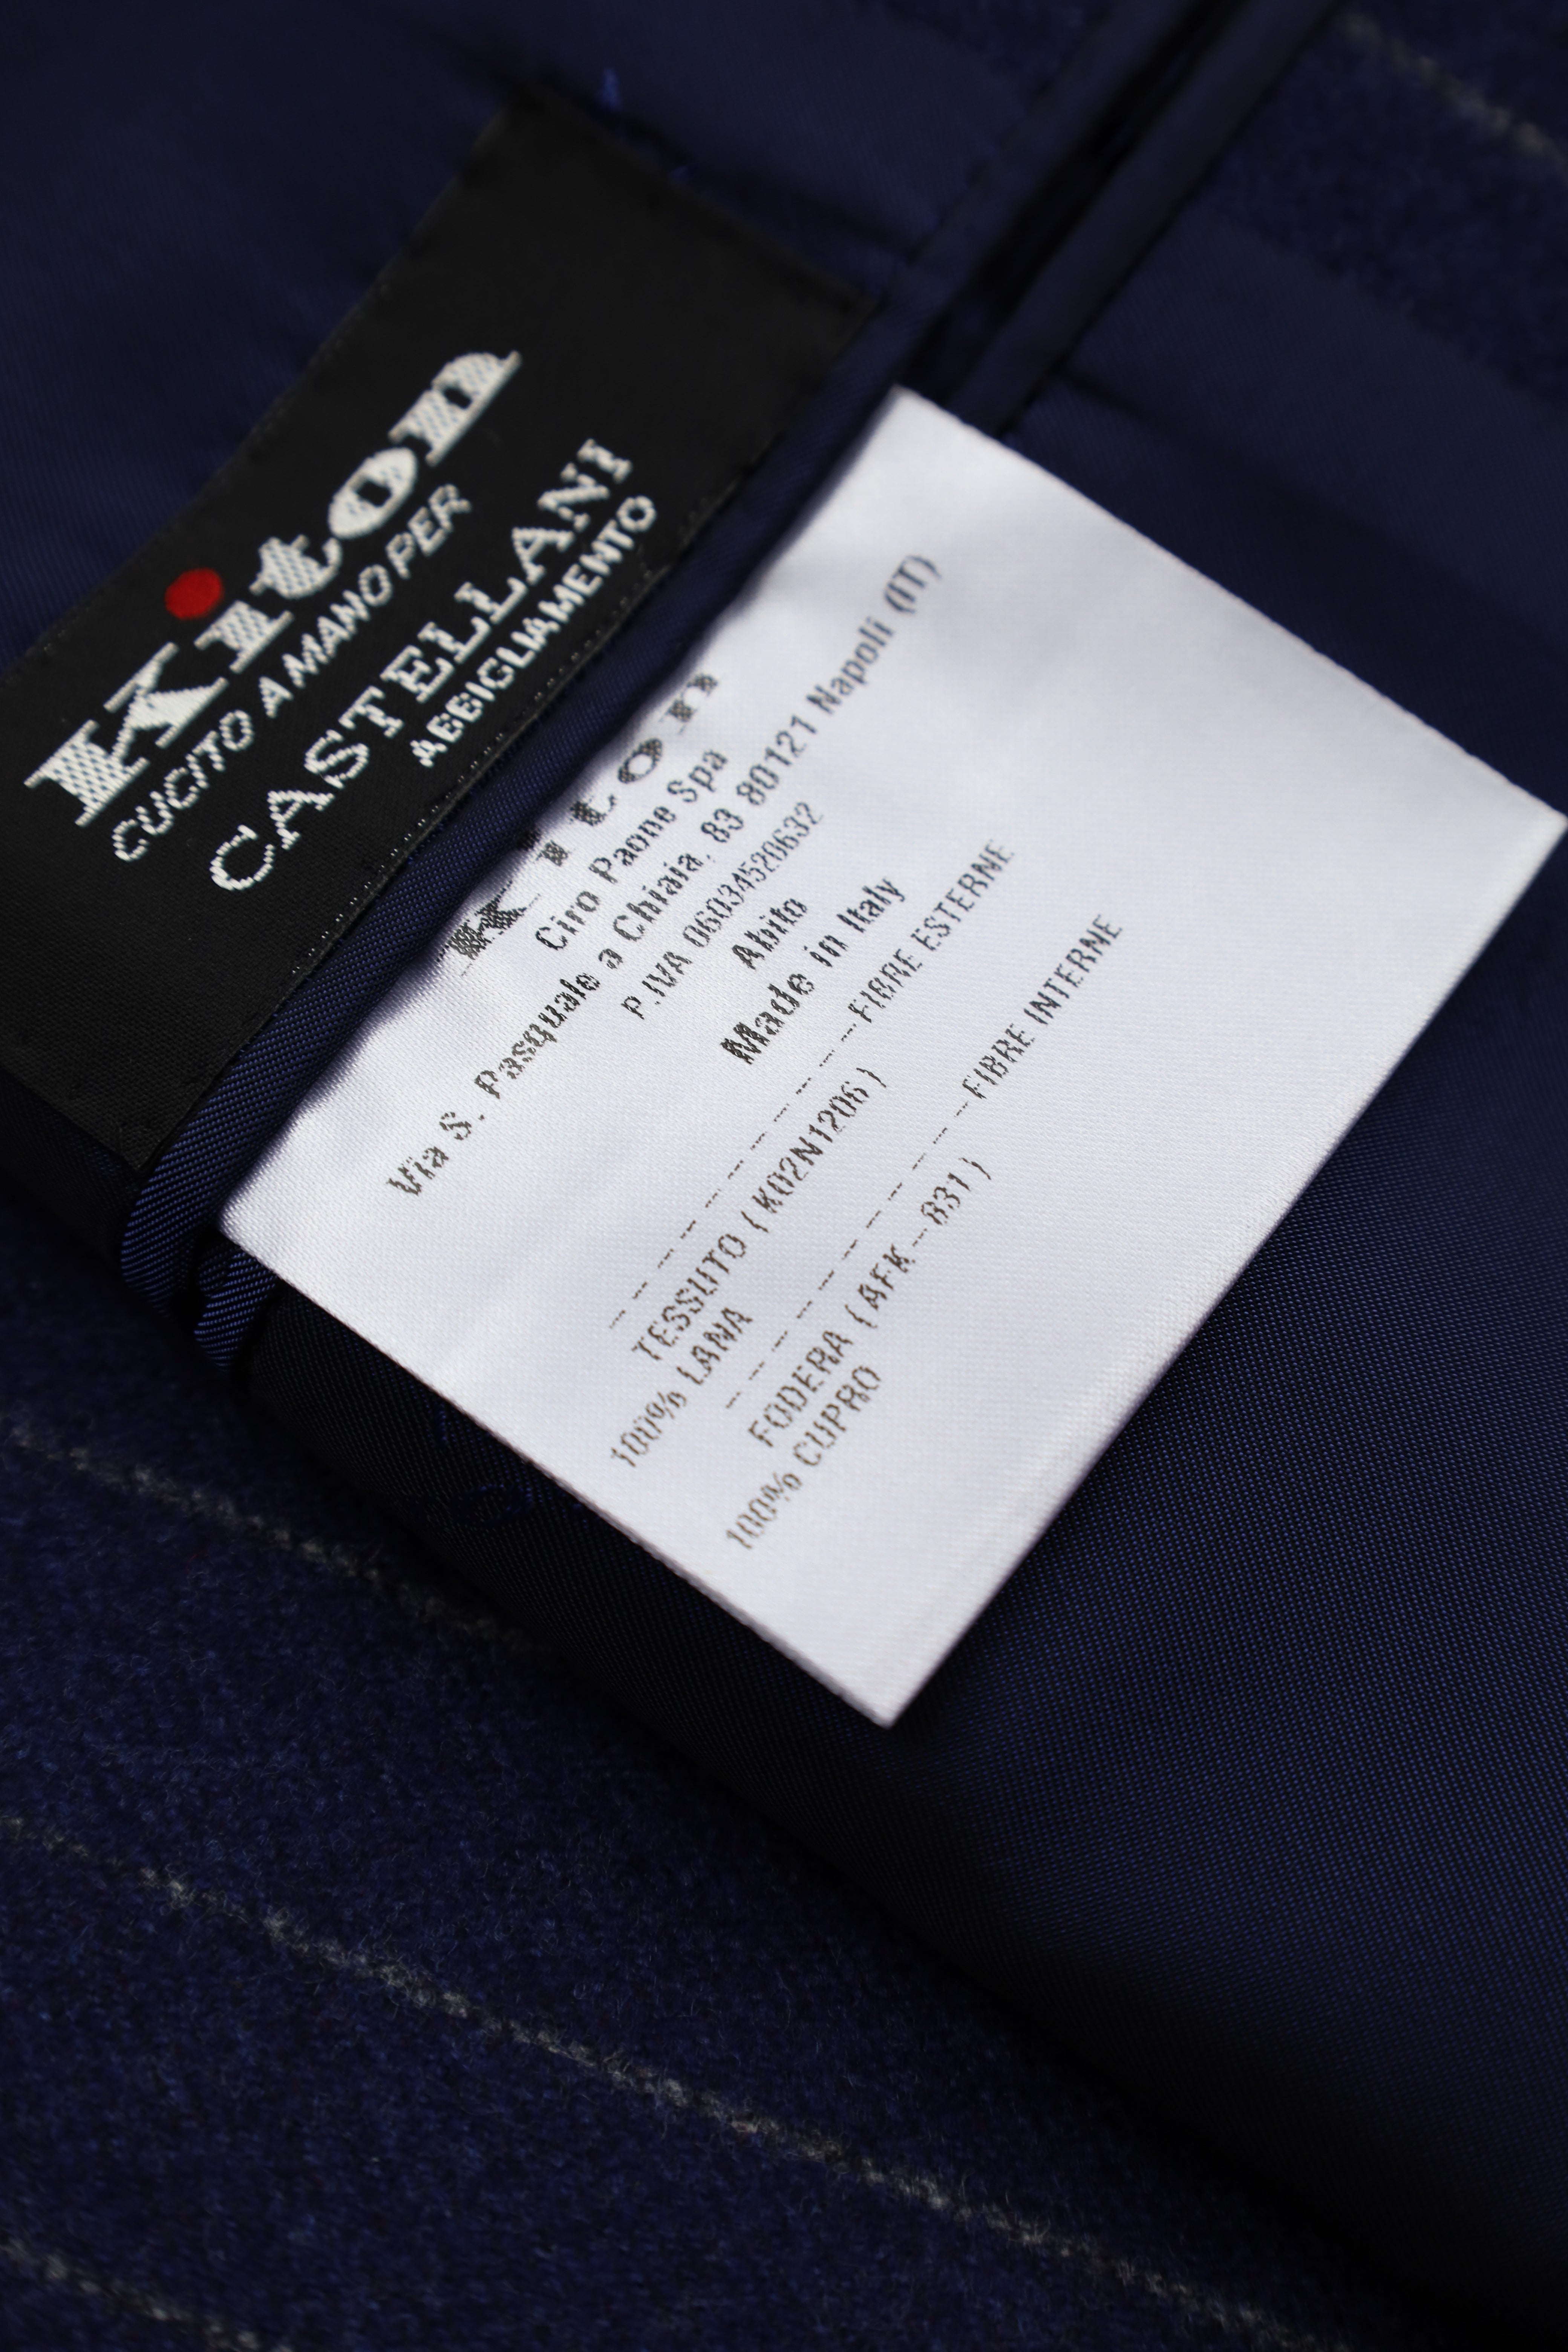 Kiton
CUCITO A MANO PER
CASTELLANI
ABBIGLIAMENTO
Kiton
Ciro Paone Spa
Via S. Pasquale a Chiaia, 83 80121 Napoli (IT)
P.IVA 06034520632
Abito
Made in Italy
--- -- --- -- --- -- --- -- FIBRE ESTERNE
TESSUTO ( K02N1206 )
100% LANA
--- -- --- -- --- -- --- -- FIBRE INTERNE
FODERA ( AFK---831 )
100% CUPRO